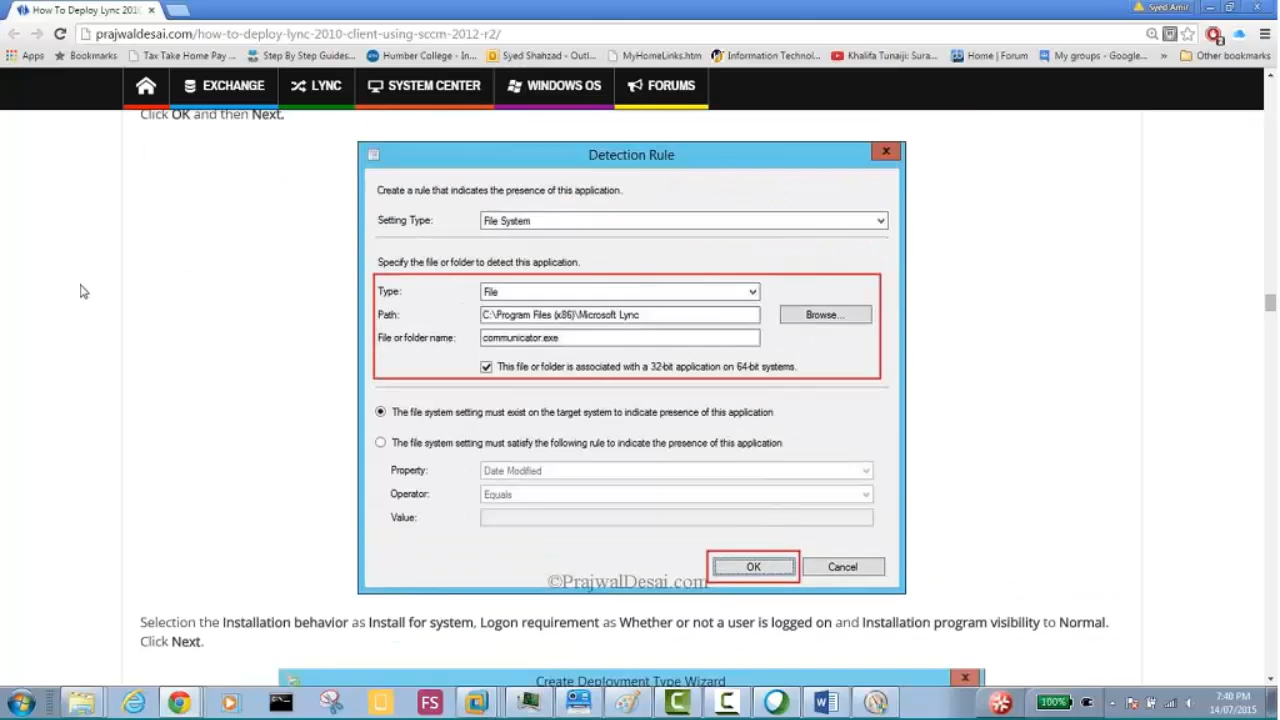 How To Deploy Lync 201
Syed Amir
prajwaldesai.com/how-to-deploy-lync-2010-client-using-sccm-2012-r2/
Apps Bookmarks Tax Take Home Pay ... Step By Step Guides... Humber College - In... Syed Shahzad - Outl... MyHomeLinks.htm Information Technol... Khalifa Tunaiji: Sura... Home | Forum My groups - Google... » Other bookmarks
EXCHANGE LYNC SYSTEM CENTER WINDOWS OS FORUMS
Click OK and then Next.
Detection Rule
x
Create a rule that indicates the presence of this application.
Setting Type: File System
Specify the file or folder to detect this application.
Type: File
Path: C:\Program Files (x86)\Microsoft Lync Browse...
File or folder name: communicator.exe
This file or folder is associated with a 32-bit application on 64-bit systems.
The file system setting must exist on the target system to indicate presence of this application
The file system setting must satisfy the following rule to indicate the presence of this application
Property: Date Modified
Operator: Equals
Value:
OK Cancel
©PrajwalDesai.com
Selection the Installation behavior as Install for system, Logon requirement as Whether or not a user is logged on and Installation program visibility to Normal.
Click Next.
Create Deployment Type Wizard
x
FS
100%
7:40 PM
14/07/2015